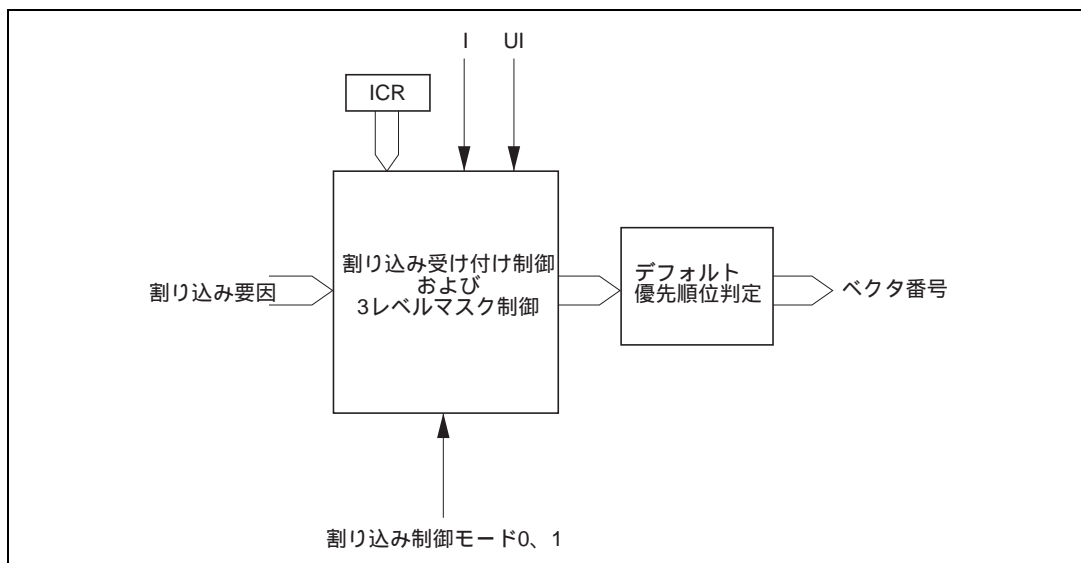 I
UI
ICR
割り込み要因
割り込み受け付け制御
および
3レベルマスク制御
デフォルト
優先順位判定
ベクタ番号
割り込み制御モード0、1